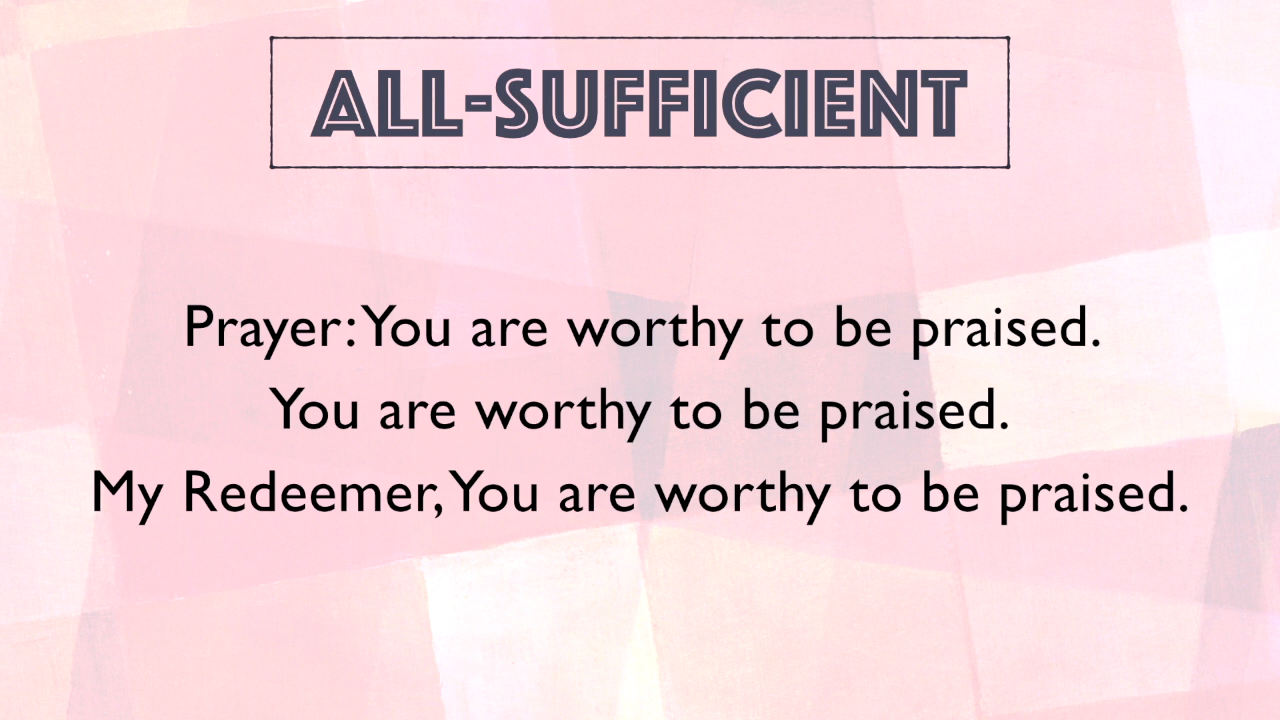 ALL-SUFFICIENT
Prayer: You are worthy to be praised.
You are worthy to be praised.
My Redeemer, You are worthy to be praised.